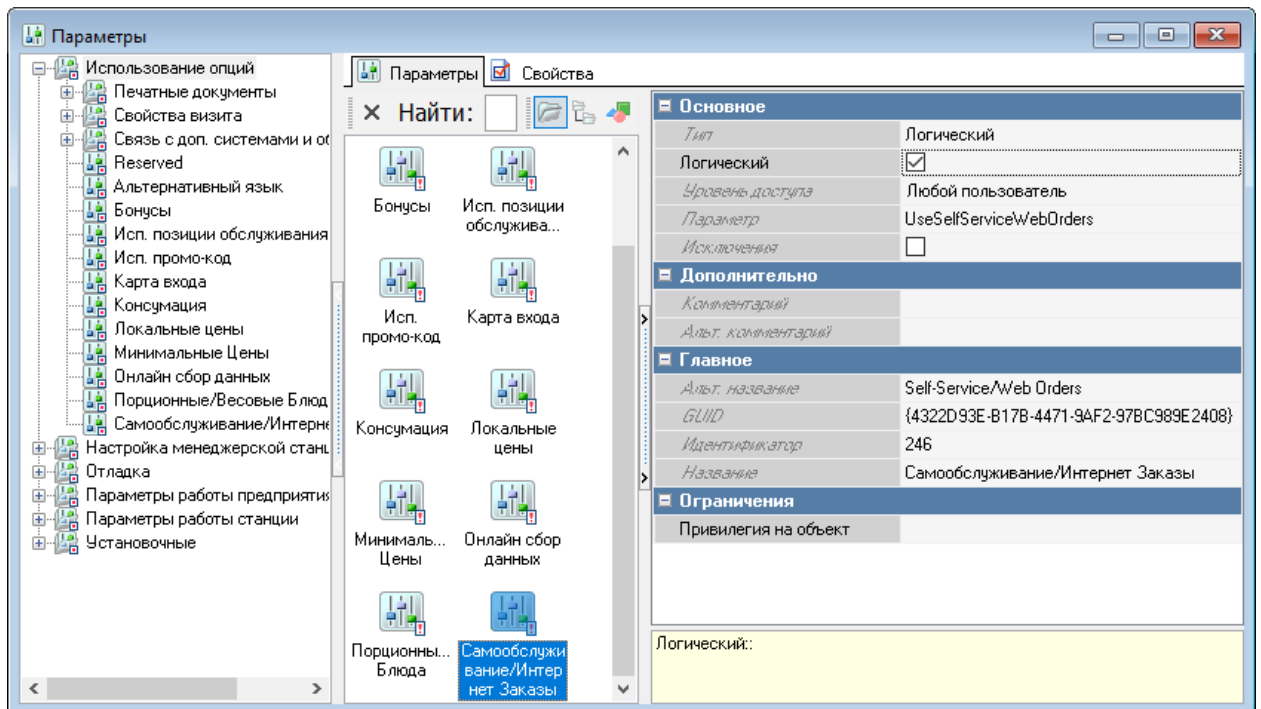 Параметры
Использование опций
Печатные документы
Свойства визита
Связь с доп. системами и об
Reserved
Альтернативный язык
Бонусы
Исп. позиции обслуживания
Исп. промо-код
Карта входа
Консумация
Локальные цены
Минимальные Цены
Онлайн сбор данных
Порционные/Весовые Блюд
Самообслуживание/Интерне
Настройка менеджерской станц
Отладка
Параметры работы предприятия
Параметры работы станции
Установочные
Параметры
Свойства
Найти:
Бонусы
Исп. позиции
обслужива...
Исп.
промо-код
Карта входа
Консумация
Локальные
цены
Минималь...
Цены
Онлайн сбор
данных
Порционны...
Блюда
Самообслужи
вание/Интер
нет Заказы
Основное
Тип Логический
Логический
Уровень доступа Любой пользователь
Параметр UseSelfServiceWebOrders
Исключения
Дополнительно
Комментарий
Альт. комментарий
Главное
Альт. название Self-Service/Web Orders
GUID {4322D93E-B17B-4471-9AF2-97BC989E2408}
Идентификатор 246
Название Самообслуживание/Интернет Заказы
Ограничения
Привилегия на объект
Логический::